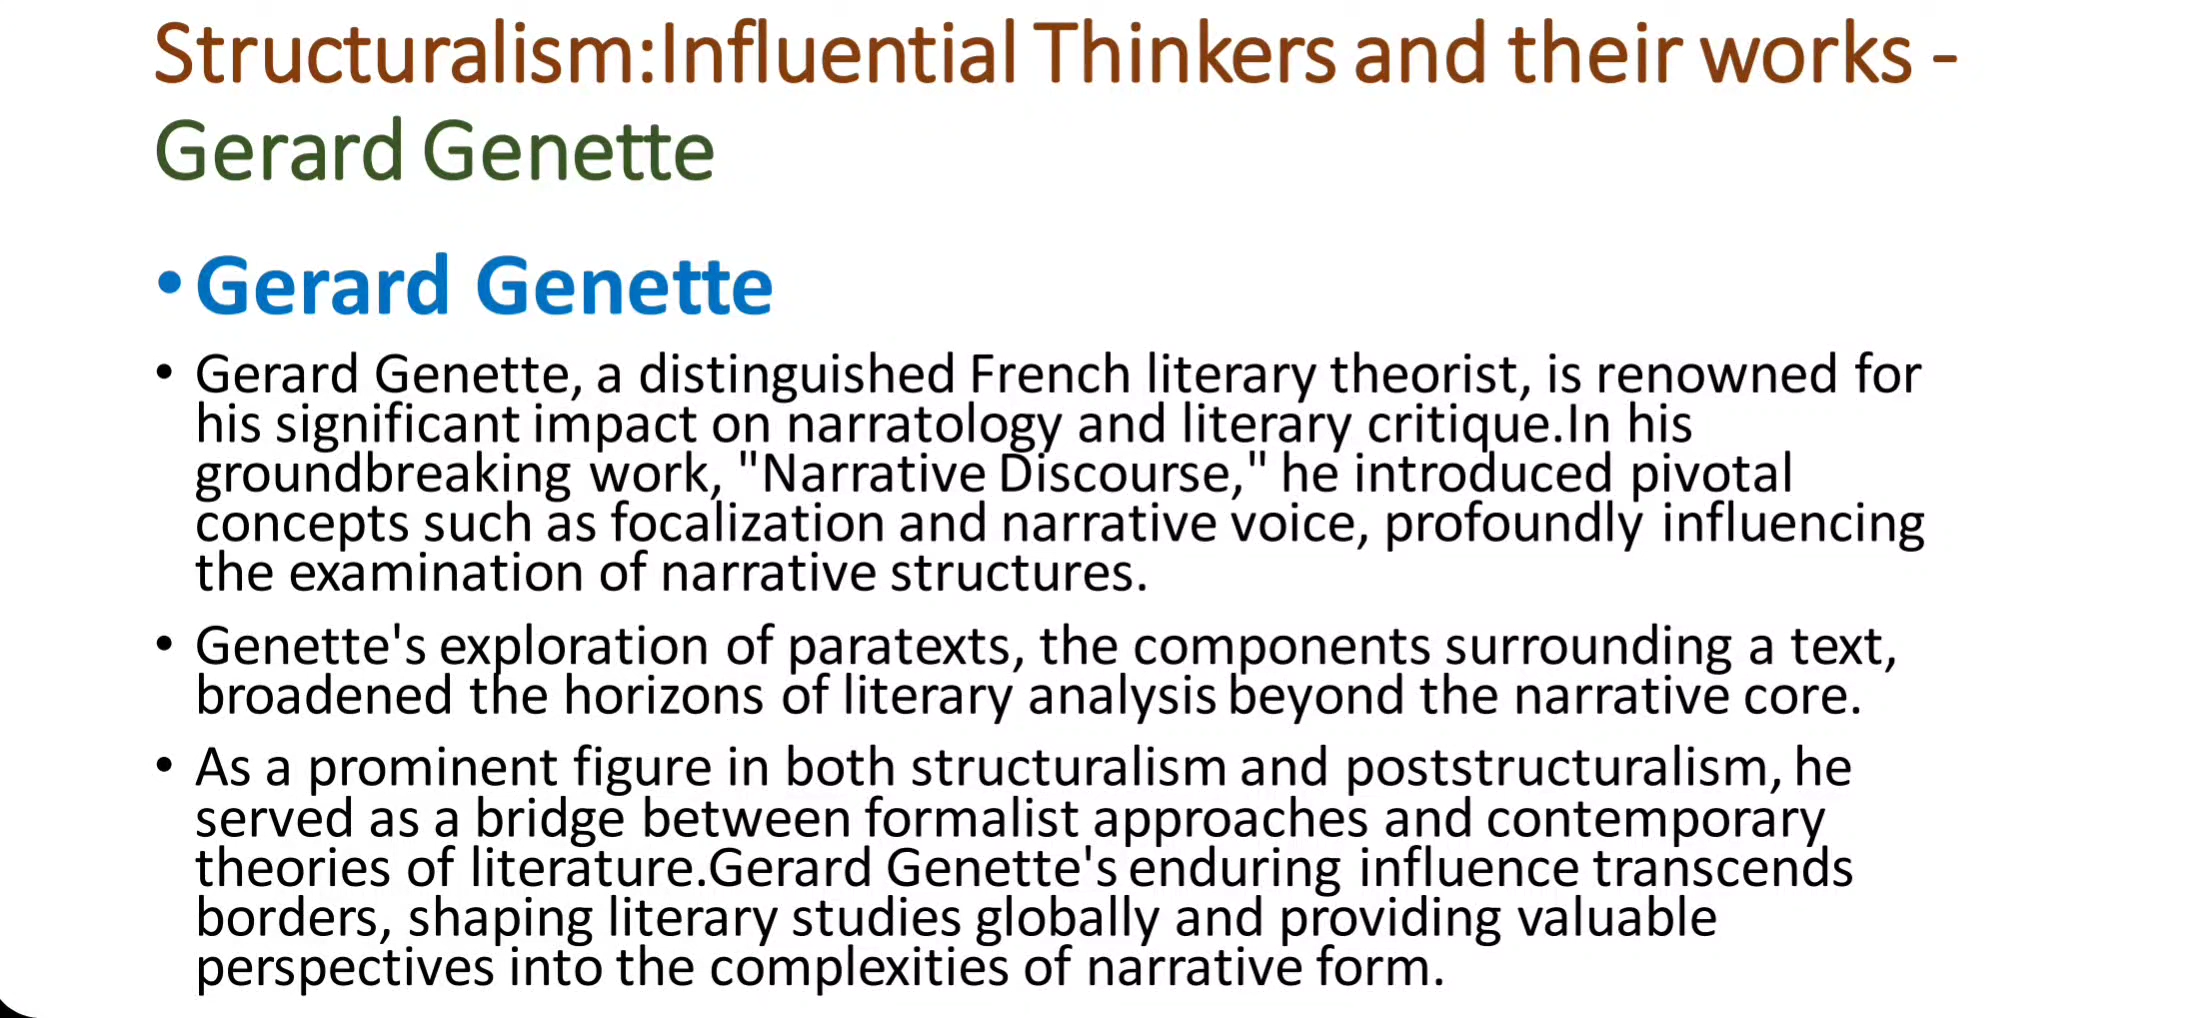 Structuralism:Influential Thinkers and their works -
Gerard Genette
•Gerard Genette
• Gerard Genette, a distinguished French literary theorist, is renowned for
his significant impact on narratology and literary critique.In his
groundbreaking work, "Narrative Discourse," he introduced pivotal
concepts such as focalization and narrative voice, profoundly influencing
the examination of narrative structures.
• Genette's exploration of paratexts, the components surrounding a text,
broadened the horizons of literary analysis beyond the narrative core.
• As a prominent figure in both structuralism and poststructuralism, he
served as a bridge between formalist approaches and contemporary
theories of literature.Gerard Genette's enduring influence transcends
borders, shaping literary studies globally and providing valuable
perspectives into the complexities of narrative form.